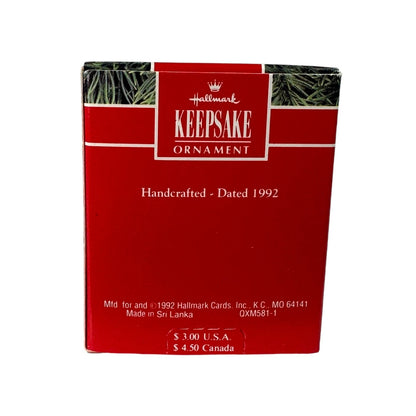 Hallmark
KEEPSAKE
ORNAMENT
Handcrafted - Dated 1992
Mfd for and ©1992 Hallmark Cards, Inc., K.C., MO 64141
Made in Sri Lanka QXM581-1
$ 3.00 U.S.A.
$ 4.50 Canada